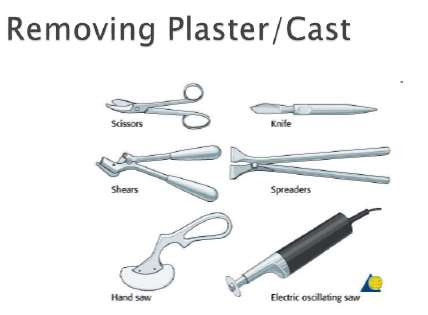 Removing Plaster/Cast
Scissors
Knife
Shears
Spreaders
Hand saw
Electric oscillating saw